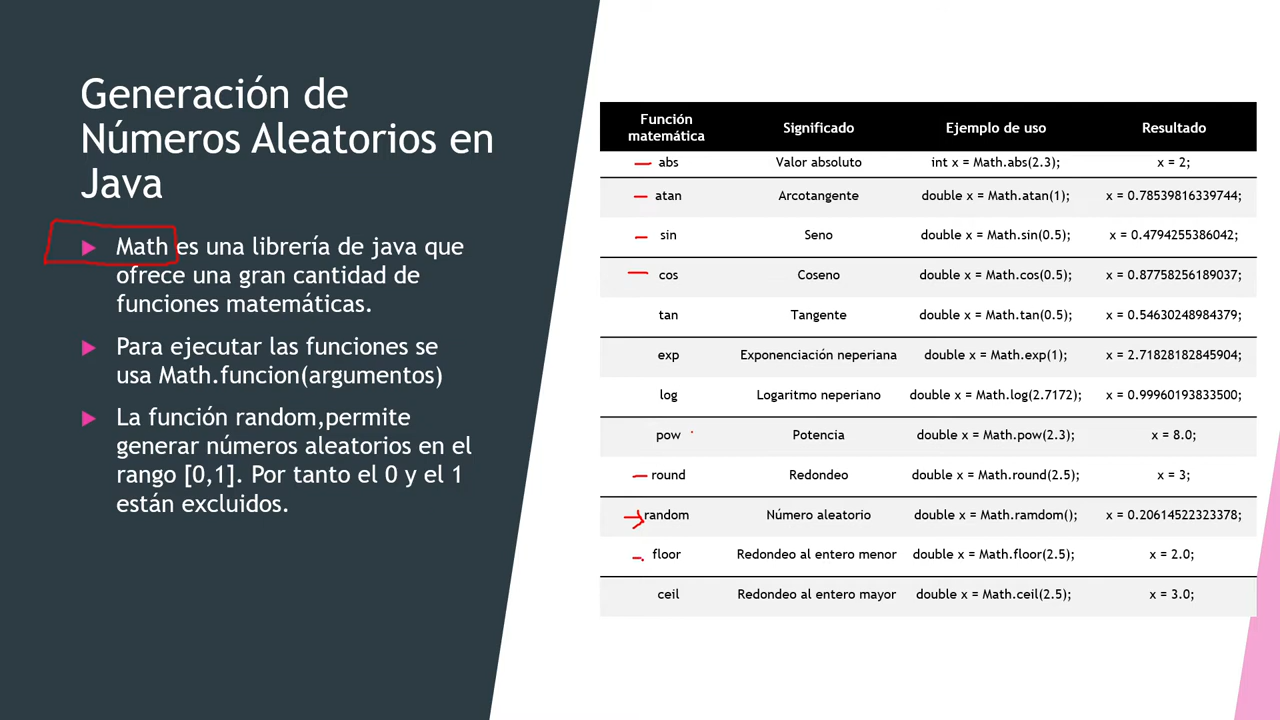 Generación de
Números Aleatorios en
Java
Math es una librería de java que
ofrece una gran cantidad de
funciones matemáticas.
Para ejecutar las funciones se
usa Math.funcion(argumentos)
La función random,permite
generar números aleatorios en el
rango [0,1]. Por tanto el 0 y el 1
están excluidos.
Función matemática Significado Ejemplo de uso Resultado
abs Valor absoluto int x = Math.abs(2.3); x = 2;
atan Arcotangente double x = Math.atan(1); x = 0.78539816339744;
sin Seno double x = Math.sin(0.5); x = 0.4794255386042;
cos Coseno double x = Math.cos(0.5); x = 0.87758256189037;
tan Tangente double x = Math.tan(0.5); x = 0.54630248984379;
exp Exponenciación neperiana double x = Math.exp(1); x = 2.71828182845904;
log Logaritmo neperiano double x = Math.log(2.7172); x = 0.99960193833500;
pow Potencia double x = Math.pow(2.3); x = 8.0;
round Redondeo double x = Math.round(2.5); x = 3;
random Número aleatorio double x = Math.ramdom(); x = 0.20614522323378;
floor Redondeo al entero menor double x = Math.floor(2.5); x = 2.0;
ceil Redondeo al entero mayor double x = Math.ceil(2.5); x = 3.0;